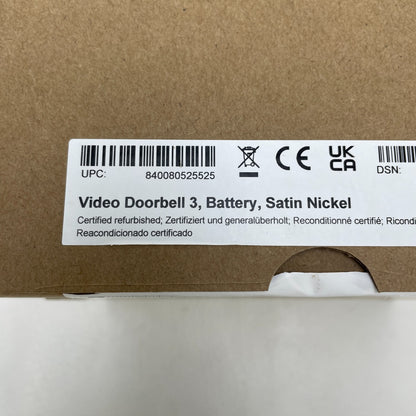 UPC: 840080525525
CE UK CA
DSN:
Video Doorbell 3, Battery, Satin Nickel
Certified refurbished; Zertifiziert und generalüberholt; Reconditionné certifié; Ricondi
Reacondicionado certificado